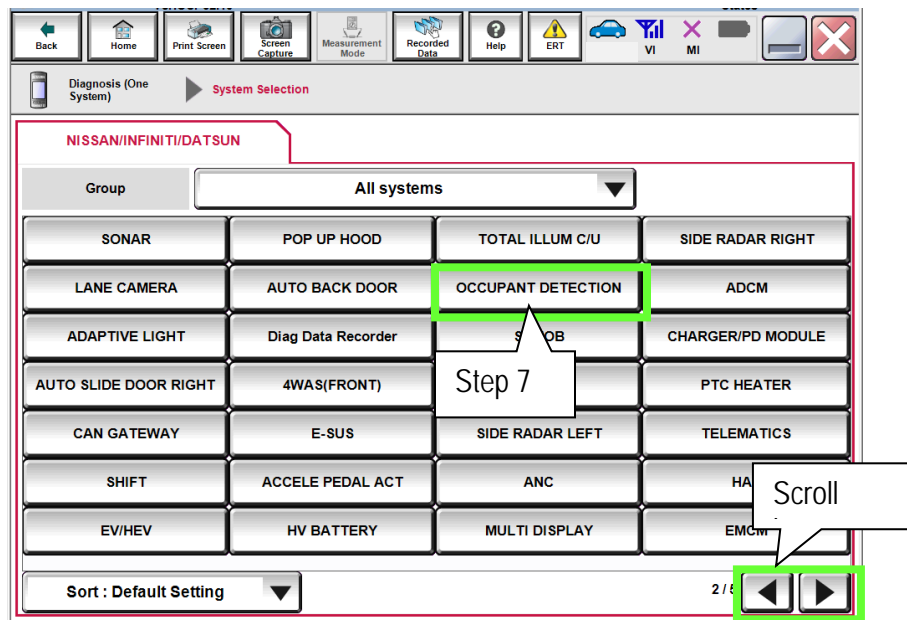 Back
Home
Print Screen
Screen
Capture
Measurement
Mode
Recorded
Data
Help
ERT
VI
MI
Diagnosis (One
System)
System Selection
NISSAN/INFINITI/DATSUN
Group
All systems
SONAR
POP UP HOOD
TOTAL ILLUM C/U
SIDE RADAR RIGHT
LANE CAMERA
AUTO BACK DOOR
OCCUPANT DETECTION
ADCM
ADAPTIVE LIGHT
Diag Data Recorder
CHARGER/PD MODULE
Step 7
AUTO SLIDE DOOR RIGHT
4WAS(FRONT)
PTC HEATER
CAN GATEWAY
E-SUS
SIDE RADAR LEFT
TELEMATICS
SHIFT
ACCELE PEDAL ACT
ANC
Scroll
EV/HEV
HV BATTERY
MULTI DISPLAY
EMCM
Sort : Default Setting
2 /